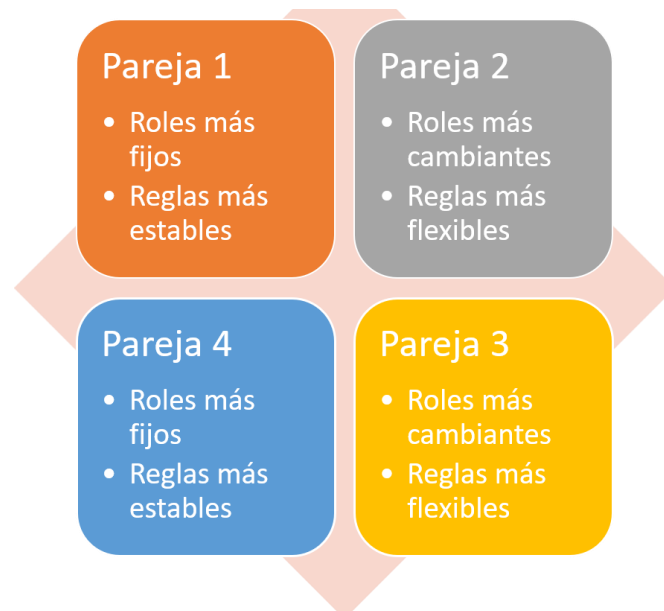 Pareja 1
• Roles más
fijos
• Reglas más
estables
Pareja 2
• Roles más
cambiantes
• Reglas más
flexibles
Pareja 4
• Roles más
fijos
• Reglas más
estables
Pareja 3
• Roles más
cambiantes
• Reglas más
flexibles